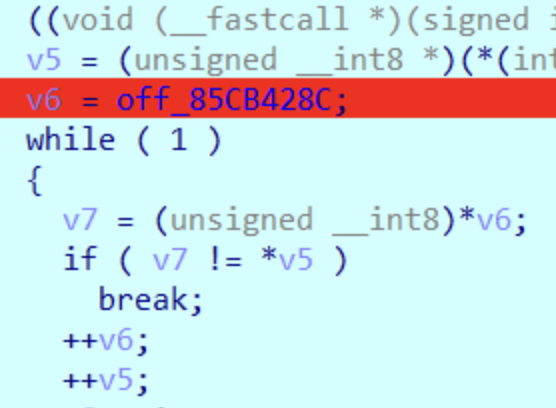 ((void (__fastcall *)(signed i
v5 = (unsigned __int8 *)(*(int
v6 = off_85CB428C;
while ( 1 )
{
v7 = (unsigned __int8)*v6;
if ( v7 != *v5 )
break;
++v6;
++v5;